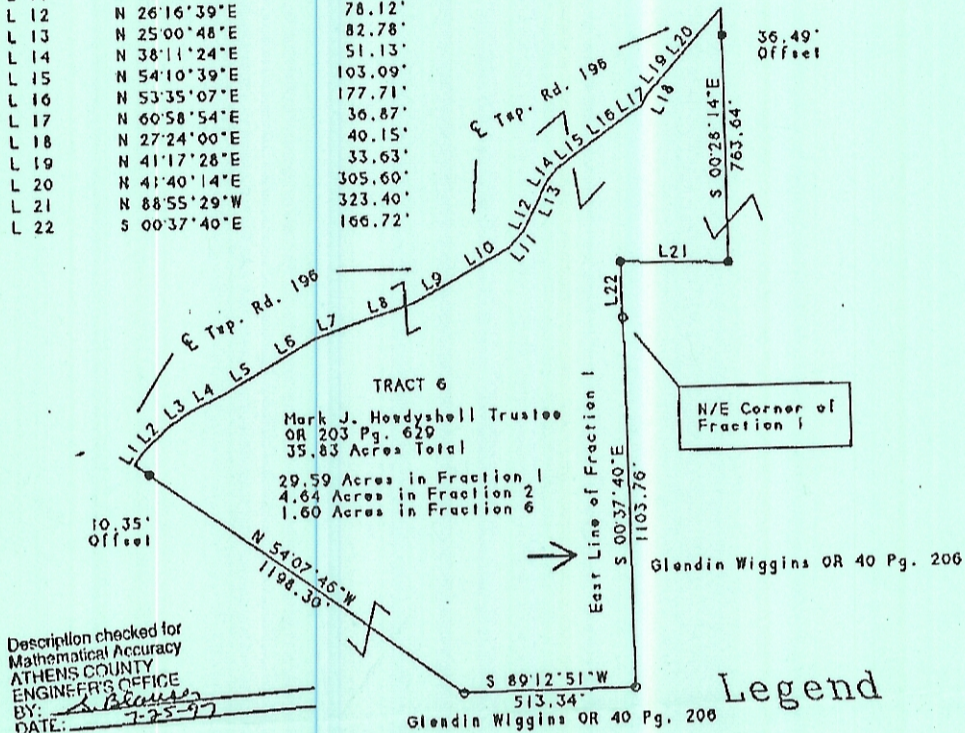 L 12 N 26°16'39"E 78.12'
L 13 N 25°00'48"E 82.78'
L 14 N 38°11'24"E 51.13'
L 15 N 54°10'39"E 103.09'
L 16 N 53°35'07"E 177.71'
L 17 N 60°58'54"E 36.87'
L 18 N 27°24'00"E 40.15'
L 19 N 41°17'28"E 33.63'
L 20 N 41°40'14"E 305.60'
L 21 N 88°55'29"W 323.40'
L 22 S 00°37'40"E 166.72'
36.49'
Offset
℄ Twp. Rd. 196
L20
L19
L18
L17
L16
L15
L14
L13
L12
L11
L10
S 00°28'14"E
763.64'
L21
L22
℄ Twp. Rd. 196
L9
L8
L7
L6
L5
L4
L3
L2
L1
TRACT 6
Mark J. Howdyshell Trustee
OR 203 Pg. 629
35.83 Acres Total
29.59 Acres in Fraction 1
4.64 Acres in Fraction 2
1.60 Acres in Fraction 6
N/E Corner of
Fraction 1
East Line of Fraction 1
S 00°37'40"E
1103.76'
10.35'
Offset
N 54°07'46"W
1198.30'
Glendin Wiggins OR 40 Pg. 206
Description checked for
Mathematical Accuracy
ATHENS COUNTY
ENGINEER'S OFFICE
BY:
DATE: 7-25-97
S 89°12'51"W
513.34'
Glendin Wiggins OR 40 Pg. 206
Legend